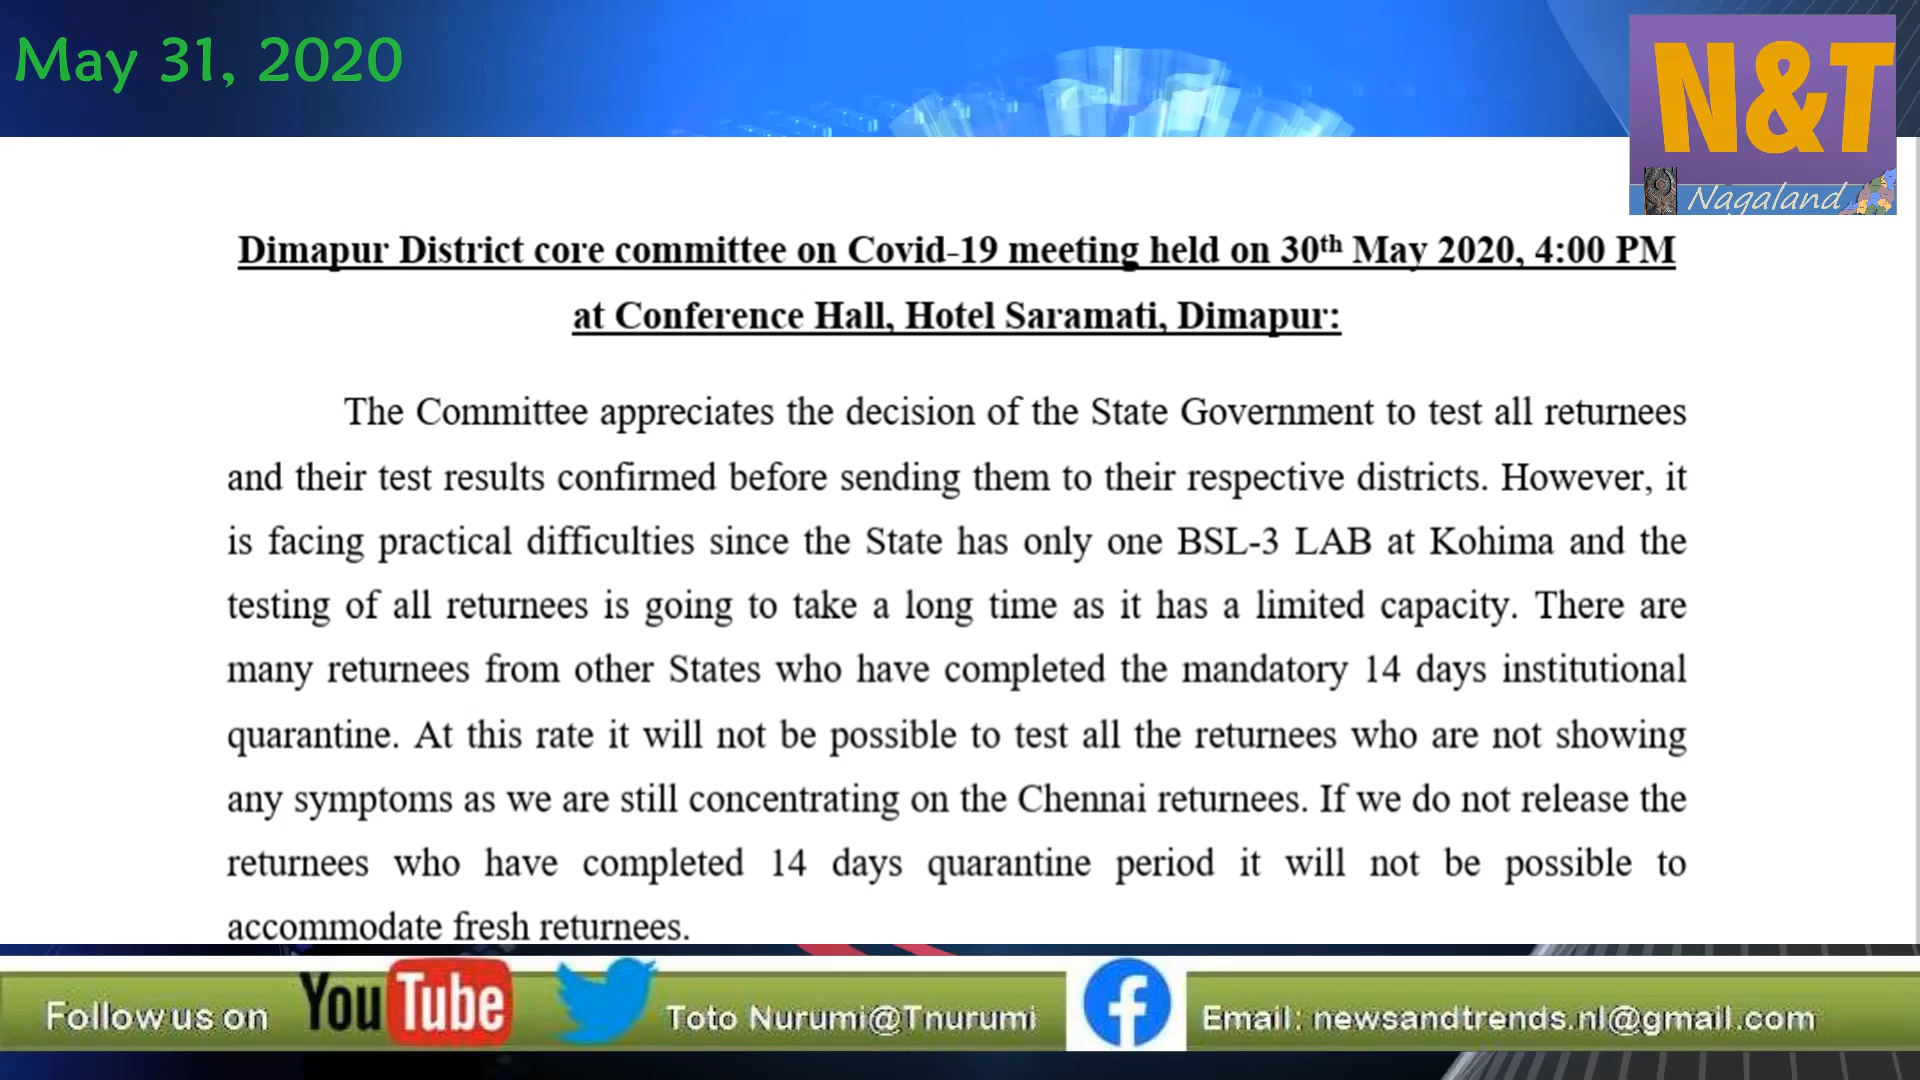 May 31, 2020
N&T
Nagaland
Dimapur District core committee on Covid-19 meeting held on 30th May 2020, 4:00 PM
at Conference Hall, Hotel Saramati, Dimapur:
The Committee appreciates the decision of the State Government to test all returnees
and their test results confirmed before sending them to their respective districts. However, it
is facing practical difficulties since the State has only one BSL-3 LAB at Kohima and the
testing of all returnees is going to take a long time as it has a limited capacity. There are
many returnees from other States who have completed the mandatory 14 days institutional
quarantine. At this rate it will not be possible to test all the returnees who are not showing
any symptoms as we are still concentrating on the Chennai returnees. If we do not release the
returnees who have completed 14 days quarantine period it will not be possible to
accommodate fresh returnees.
Follow us on YouTube Toto Nurumi@Tnurumi f Email: newsandtrends.nl@gmail.com